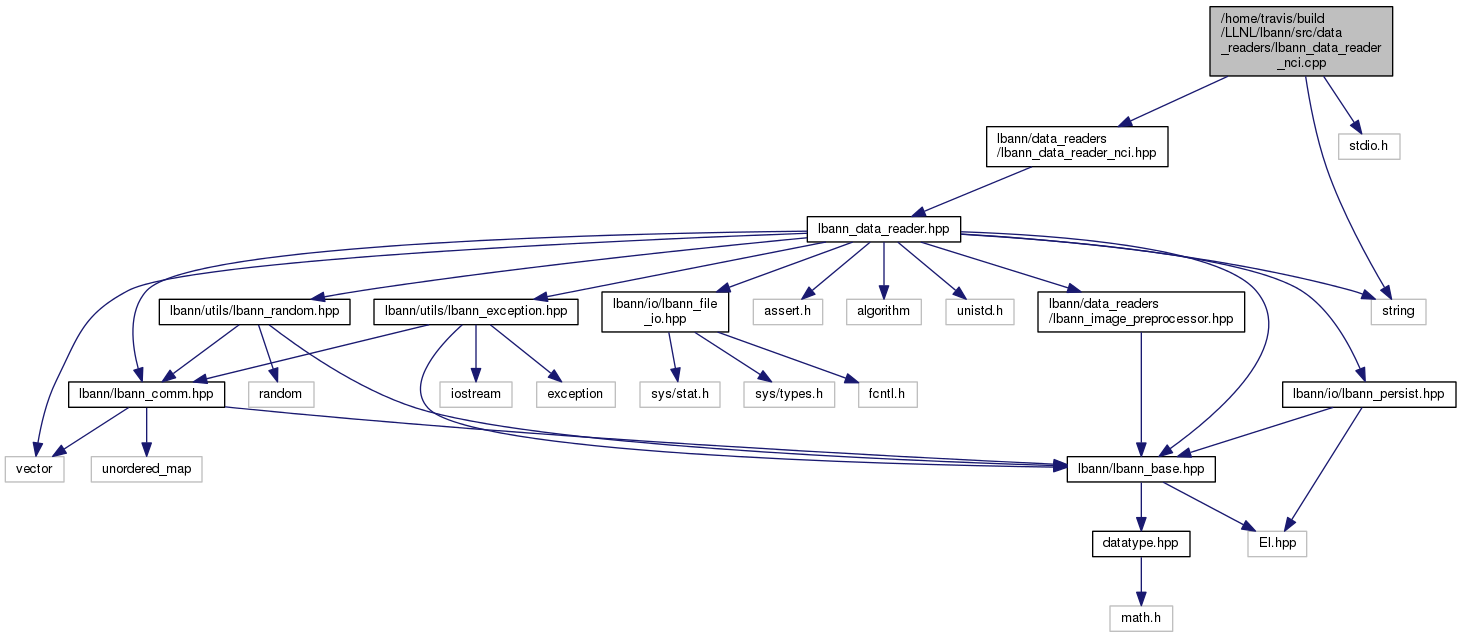 /home/travis/build
/LLNL/lbann/src/data
_readers/lbann_data_reader
_nci.cpp
lbann/data_readers
/lbann_data_reader_nci.hpp
stdio.h
lbann_data_reader.hpp
lbann/utils/lbann_random.hpp
lbann/utils/lbann_exception.hpp
lbann/io/lbann_file
_io.hpp
assert.h
algorithm
unistd.h
lbann/data_readers
/lbann_image_preprocessor.hpp
string
lbann/lbann_comm.hpp
random
iostream
exception
sys/stat.h
sys/types.h
fcntl.h
lbann/io/lbann_persist.hpp
vector
unordered_map
lbann/lbann_base.hpp
datatype.hpp
El.hpp
math.h